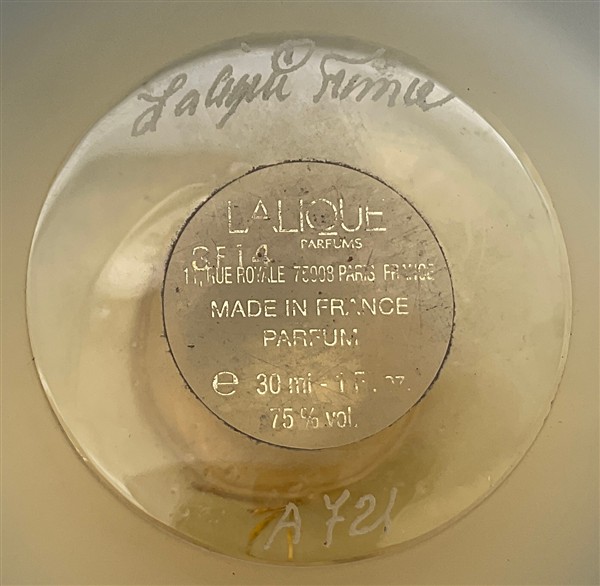 Lalique ® France
LALIQUE
PARFUMS
11, RUE ROYALE 75008 PARIS FRANCE
MADE IN FRANCE
PARFUM
e 30 ml - 1 Fl. oz.
75 % vol.
A 721